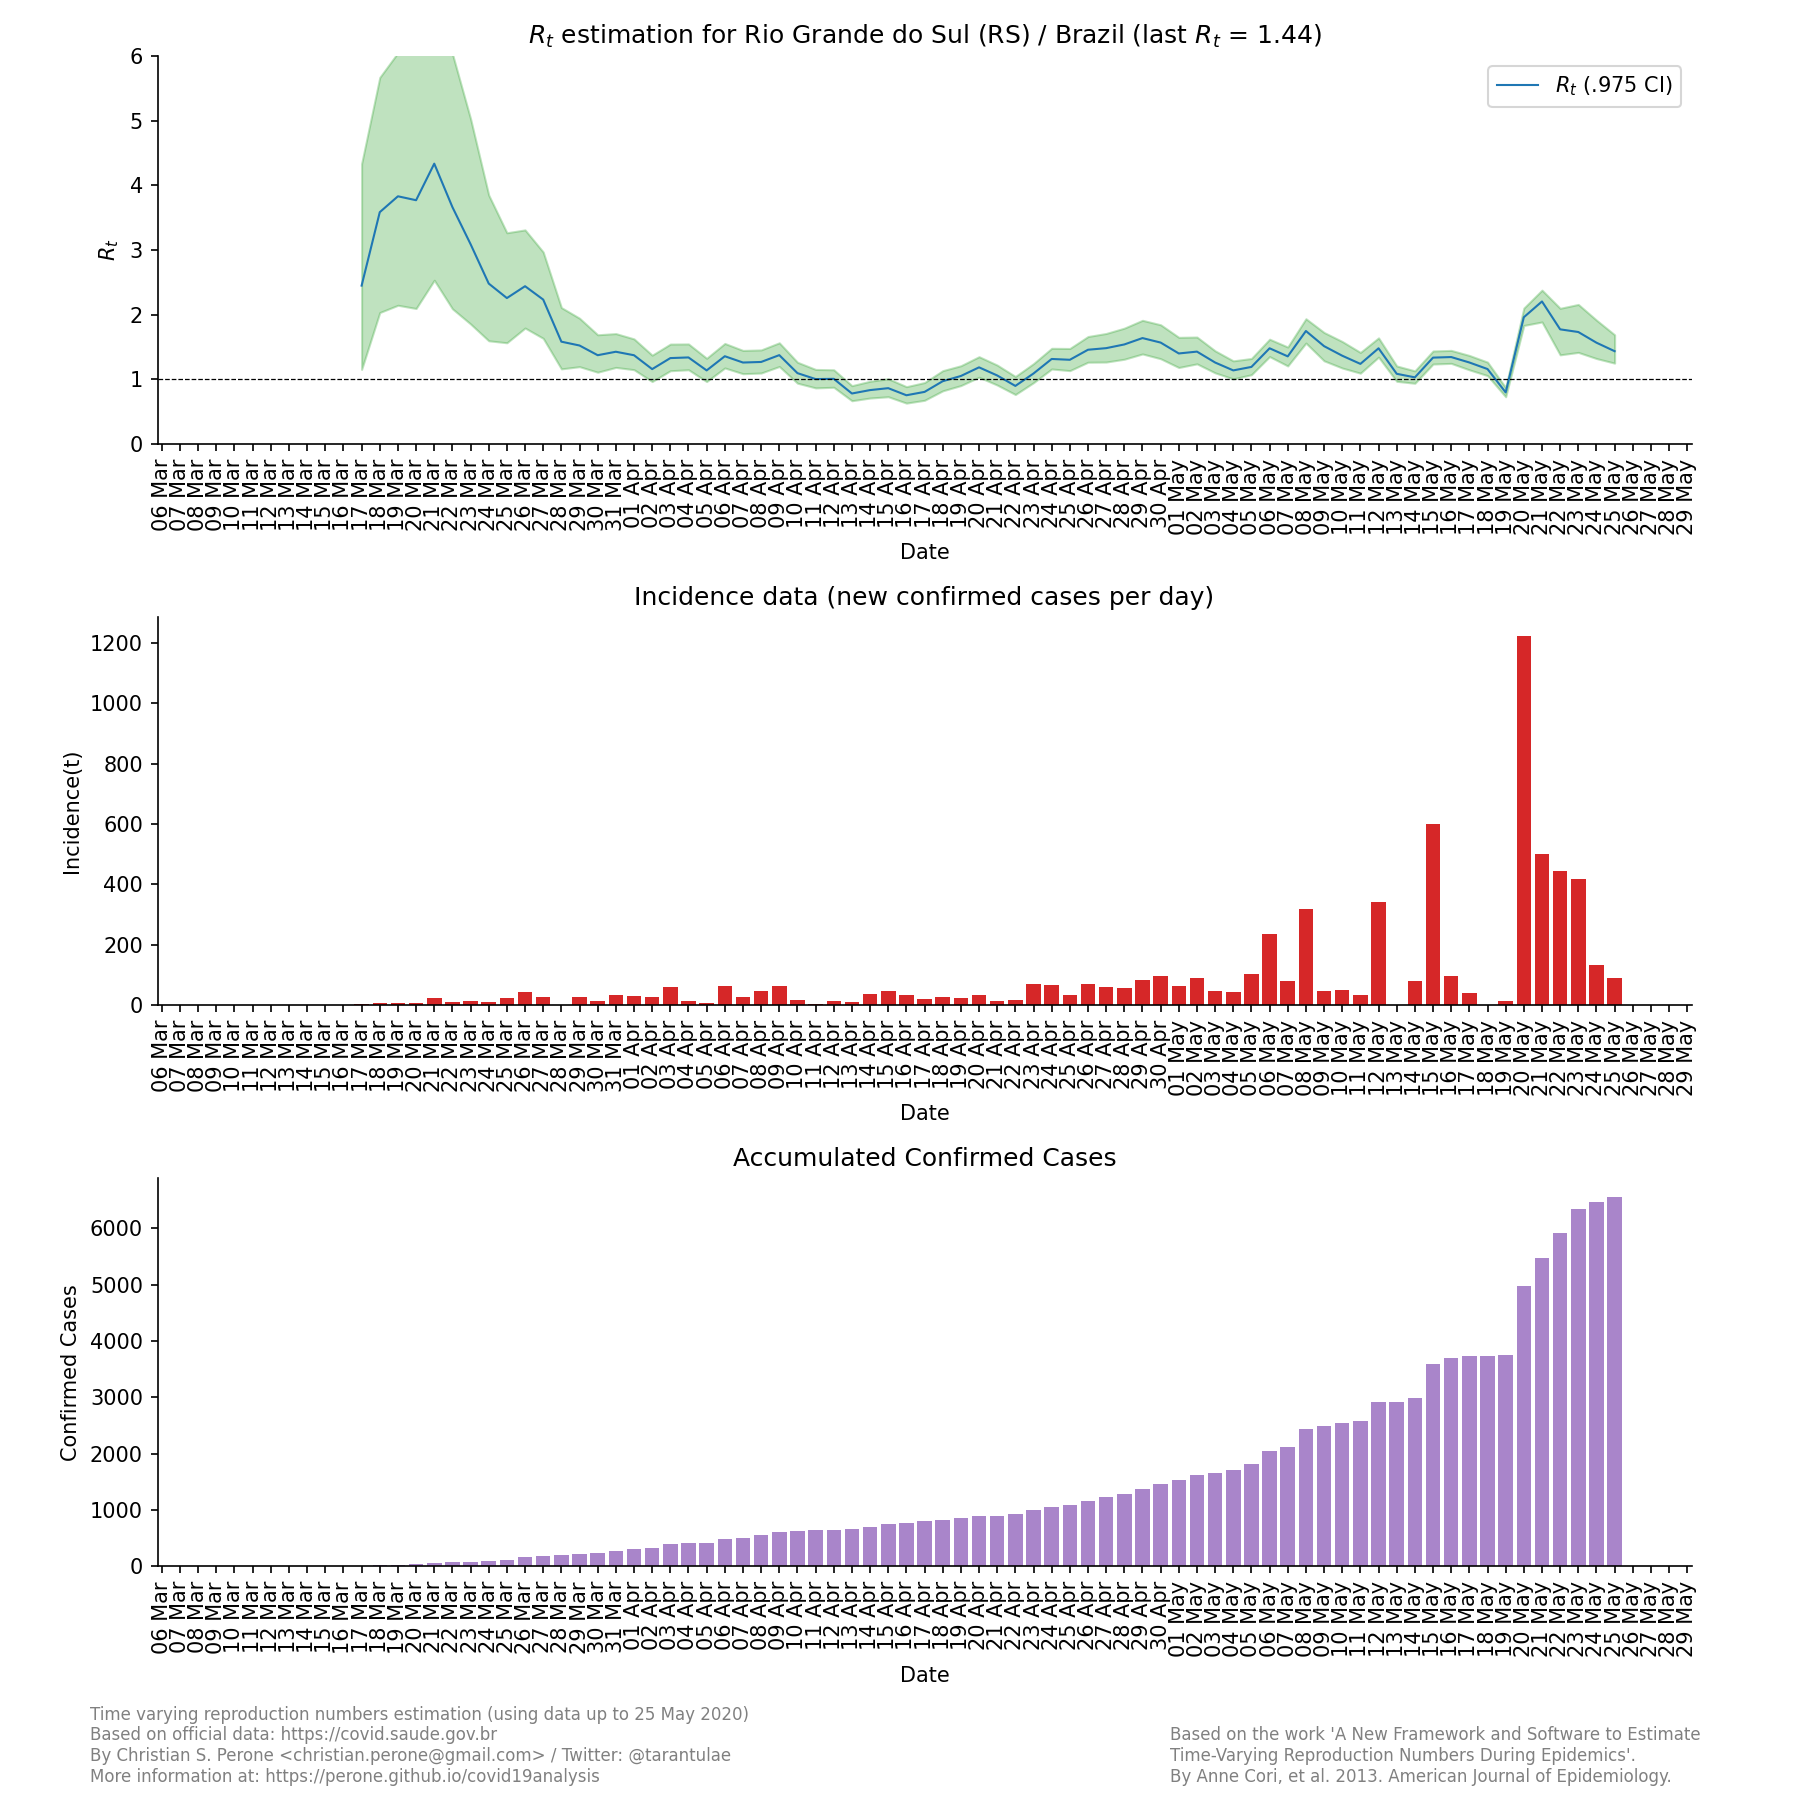 R_t estimation for Rio Grande do Sul (RS) / Brazil (last R_t = 1.44)
R_t (.975 CI)
R_t
6
5
4
3
2
1
0
06 Mar
07 Mar
08 Mar
09 Mar
10 Mar
11 Mar
12 Mar
13 Mar
14 Mar
15 Mar
16 Mar
17 Mar
18 Mar
19 Mar
20 Mar
21 Mar
22 Mar
23 Mar
24 Mar
25 Mar
26 Mar
27 Mar
28 Mar
29 Mar
30 Mar
31 Mar
01 Apr
02 Apr
03 Apr
04 Apr
05 Apr
06 Apr
07 Apr
08 Apr
09 Apr
10 Apr
11 Apr
12 Apr
13 Apr
14 Apr
15 Apr
16 Apr
17 Apr
18 Apr
19 Apr
20 Apr
21 Apr
22 Apr
23 Apr
24 Apr
25 Apr
26 Apr
27 Apr
28 Apr
29 Apr
30 Apr
01 May
02 May
03 May
04 May
05 May
06 May
07 May
08 May
09 May
10 May
11 May
12 May
13 May
14 May
15 May
16 May
17 May
18 May
19 May
20 May
21 May
22 May
23 May
24 May
25 May
26 May
27 May
28 May
29 May
Date
Incidence data (new confirmed cases per day)
Incidence(t)
1200
1000
800
600
400
200
0
06 Mar
07 Mar
08 Mar
09 Mar
10 Mar
11 Mar
12 Mar
13 Mar
14 Mar
15 Mar
16 Mar
17 Mar
18 Mar
19 Mar
20 Mar
21 Mar
22 Mar
23 Mar
24 Mar
25 Mar
26 Mar
27 Mar
28 Mar
29 Mar
30 Mar
31 Mar
01 Apr
02 Apr
03 Apr
04 Apr
05 Apr
06 Apr
07 Apr
08 Apr
09 Apr
10 Apr
11 Apr
12 Apr
13 Apr
14 Apr
15 Apr
16 Apr
17 Apr
18 Apr
19 Apr
20 Apr
21 Apr
22 Apr
23 Apr
24 Apr
25 Apr
26 Apr
27 Apr
28 Apr
29 Apr
30 Apr
01 May
02 May
03 May
04 May
05 May
06 May
07 May
08 May
09 May
10 May
11 May
12 May
13 May
14 May
15 May
16 May
17 May
18 May
19 May
20 May
21 May
22 May
23 May
24 May
25 May
26 May
27 May
28 May
29 May
Date
Accumulated Confirmed Cases
Confirmed Cases
6000
5000
4000
3000
2000
1000
0
06 Mar
07 Mar
08 Mar
09 Mar
10 Mar
11 Mar
12 Mar
13 Mar
14 Mar
15 Mar
16 Mar
17 Mar
18 Mar
19 Mar
20 Mar
21 Mar
22 Mar
23 Mar
24 Mar
25 Mar
26 Mar
27 Mar
28 Mar
29 Mar
30 Mar
31 Mar
01 Apr
02 Apr
03 Apr
04 Apr
05 Apr
06 Apr
07 Apr
08 Apr
09 Apr
10 Apr
11 Apr
12 Apr
13 Apr
14 Apr
15 Apr
16 Apr
17 Apr
18 Apr
19 Apr
20 Apr
21 Apr
22 Apr
23 Apr
24 Apr
25 Apr
26 Apr
27 Apr
28 Apr
29 Apr
30 Apr
01 May
02 May
03 May
04 May
05 May
06 May
07 May
08 May
09 May
10 May
11 May
12 May
13 May
14 May
15 May
16 May
17 May
18 May
19 May
20 May
21 May
22 May
23 May
24 May
25 May
26 May
27 May
28 May
29 May
Date
Time varying reproduction numbers estimation (using data up to 25 May 2020)
Based on official data: https://covid.saude.gov.br
By Christian S. Perone <christian.perone@gmail.com> / Twitter: @tarantulae
More information at: https://perone.github.io/covid19analysis
Based on the work 'A New Framework and Software to Estimate
Time-Varying Reproduction Numbers During Epidemics'.
By Anne Cori, et al. 2013. American Journal of Epidemiology.